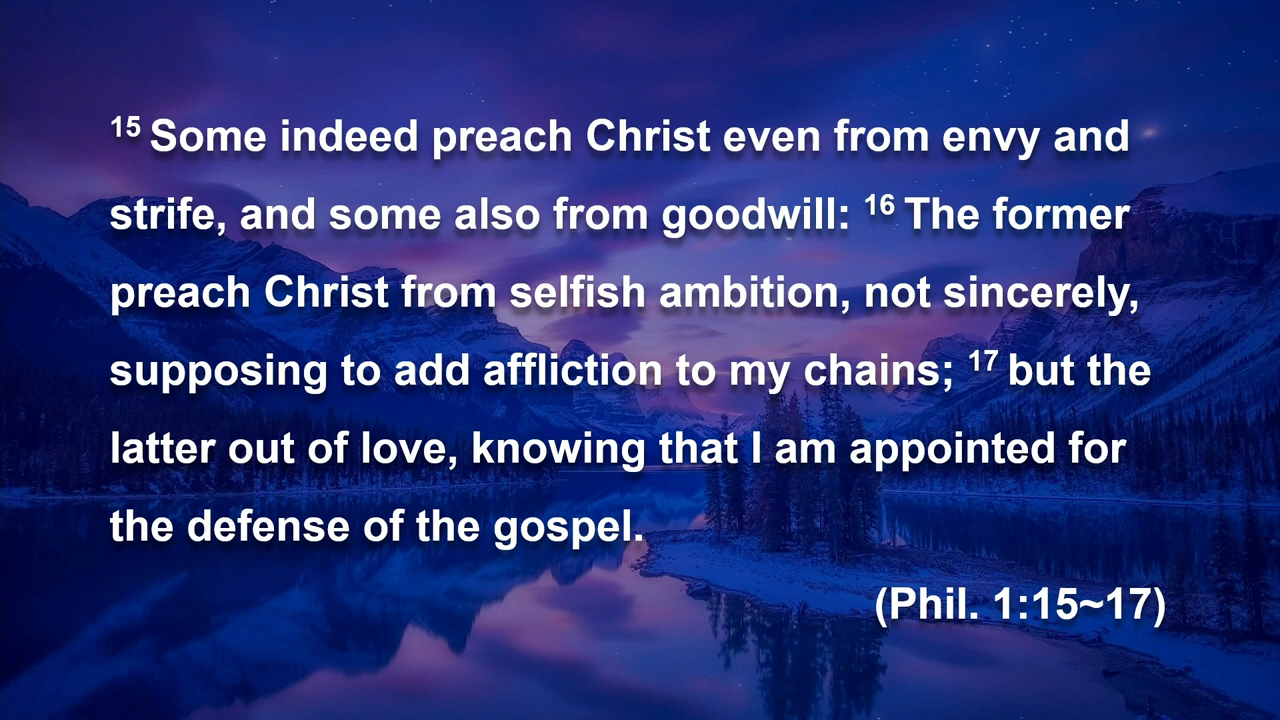 15 Some indeed preach Christ even from envy and
strife, and some also from goodwill: 16 The former
preach Christ from selfish ambition, not sincerely,
supposing to add affliction to my chains; 17 but the
latter out of love, knowing that I am appointed for
the defense of the gospel.
(Phil. 1:15~17)